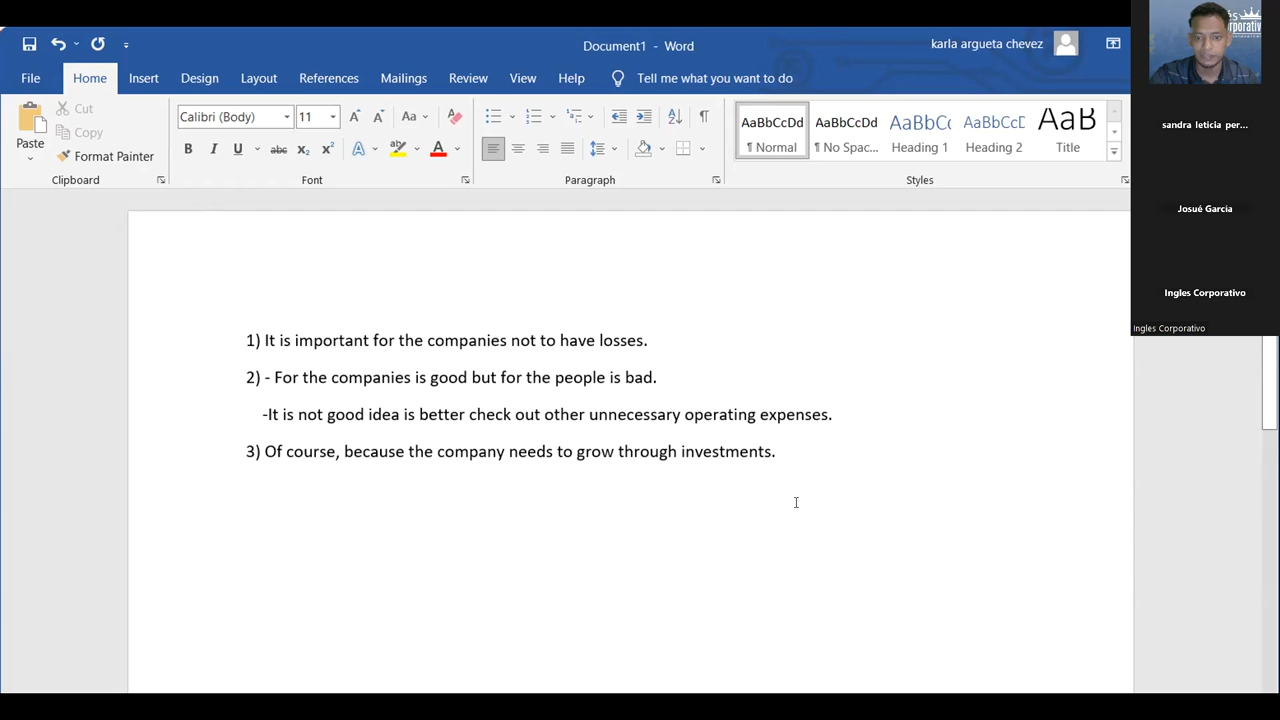 Document1 - Word
karla argueta chevez
File Home Insert Design Layout References Mailings Review View Help Tell me what you want to do
Cut
Copy
Paste
Format Painter
Clipboard
Calibri (Body) 11
Font
Paragraph
AaBbCcDd
¶ Normal
AaBbCcDd
¶ No Spac...
AaBbCc
Heading 1
AaBbCcD
Heading 2
AaB
Title
Styles
sandra leticia per...
Josué Garcia
Ingles Corporativo
Ingles Corporativo
1) It is important for the companies not to have losses.
2) - For the companies is good but for the people is bad.
-It is not good idea is better check out other unnecessary operating expenses.
3) Of course, because the company needs to grow through investments.